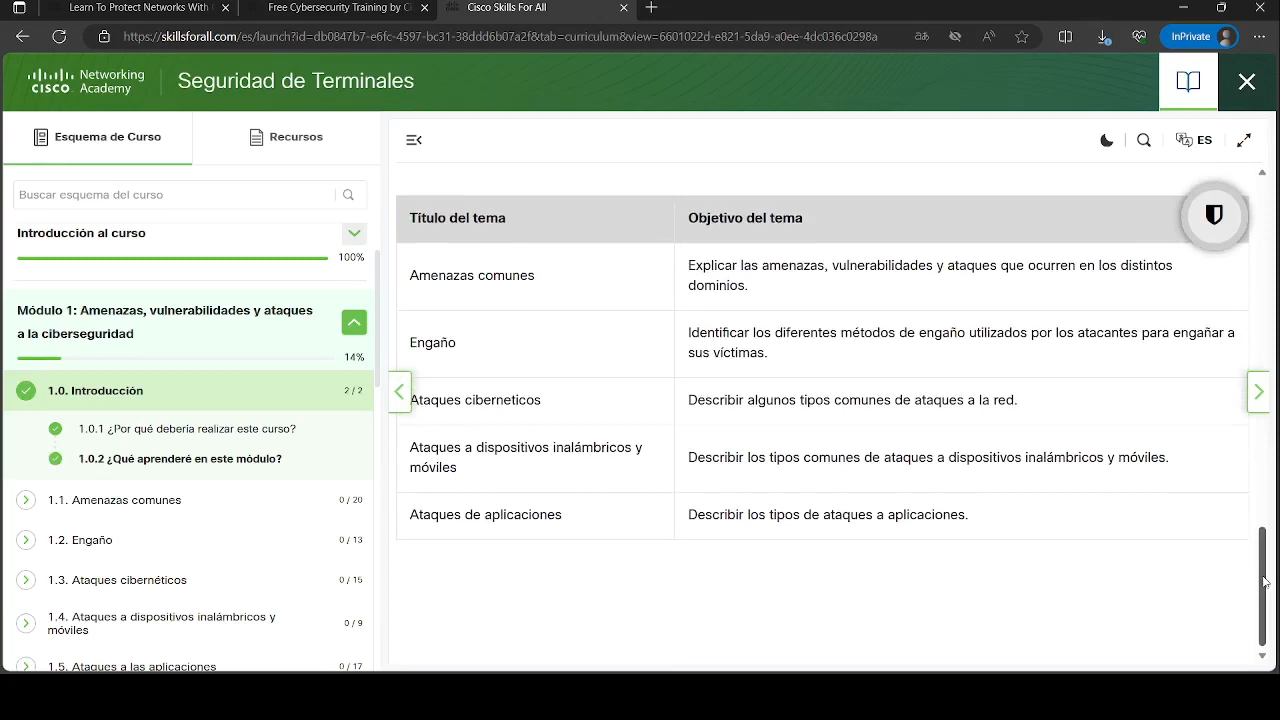 Learn To Protect Networks With
Free Cybersecurity Training by Ci
Cisco Skills For All
https://skillsforall.com/es/launch?id=db0847b7-e6fc-4597-bc31-38ddd6b07a2f&tab=curriculum&view=6601022d-e821-5da9-a0ee-4dc036c0298a
InPrivate
CISCO Networking Academy
Seguridad de Terminales
Esquema de Curso
Recursos
ES
Buscar esquema del curso
Introducción al curso
100%
Módulo 1: Amenazas, vulnerabilidades y ataques
a la ciberseguridad
14%
1.0. Introducción 2 / 2
1.0.1 ¿Por qué debería realizar este curso?
1.0.2 ¿Qué aprenderé en este módulo?
1.1. Amenazas comunes 0 / 20
1.2. Engaño 0 / 13
1.3. Ataques cibernéticos 0 / 15
1.4. Ataques a dispositivos inalámbricos y
móviles 0 / 9
1.5. Ataques a las aplicaciones 0 / 17
Título del tema Objetivo del tema
Amenazas comunes
Explicar las amenazas, vulnerabilidades y ataques que ocurren en los distintos
dominios.
Engaño
Identificar los diferentes métodos de engaño utilizados por los atacantes para engañar a
sus víctimas.
Ataques ciberneticos
Describir algunos tipos comunes de ataques a la red.
Ataques a dispositivos inalámbricos y
móviles
Describir los tipos comunes de ataques a dispositivos inalámbricos y móviles.
Ataques de aplicaciones
Describir los tipos de ataques a aplicaciones.